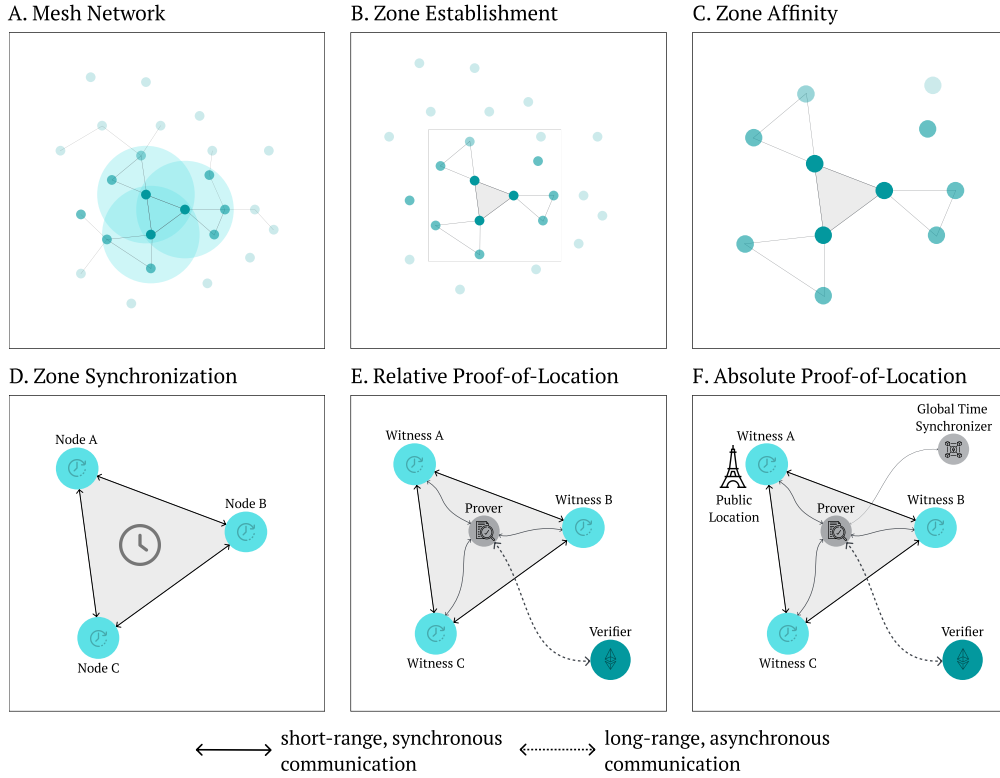 A. Mesh Network
B. Zone Establishment
C. Zone Affinity
D. Zone Synchronization
Node A
Node B
Node C
E. Relative Proof-of-Location
Witness A
Prover
Witness B
Witness C
Verifier
F. Absolute Proof-of-Location
Global Time
Synchronizer
Witness A
Public
Location
Prover
Witness B
Witness C
Verifier
short-range, synchronous
communication
long-range, asynchronous
communication